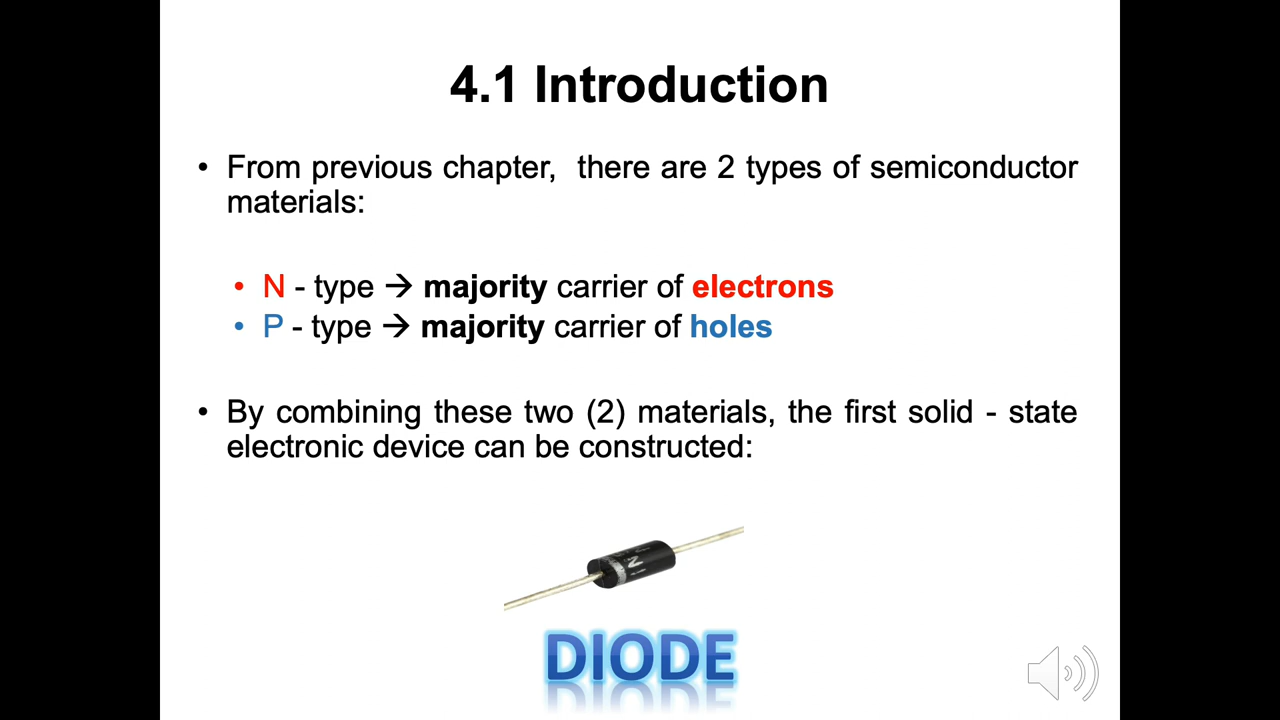 4.1 Introduction
• From previous chapter, there are 2 types of semiconductor
materials:
• N - type → majority carrier of electrons
• P - type → majority carrier of holes
• By combining these two (2) materials, the first solid - state
electronic device can be constructed:
DIODE